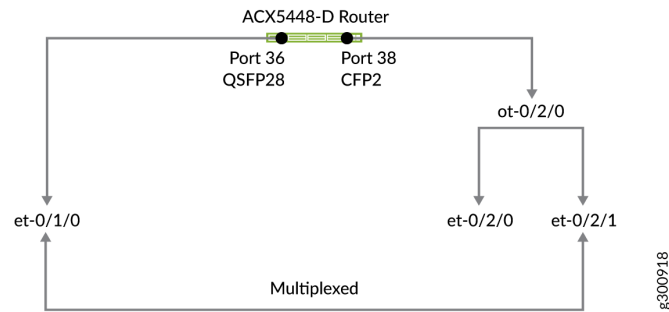 ACX5448-D Router
Port 36
QSFP28
Port 38
CFP2
ot-0/2/0
et-0/1/0
et-0/2/0
et-0/2/1
Multiplexed
g300918